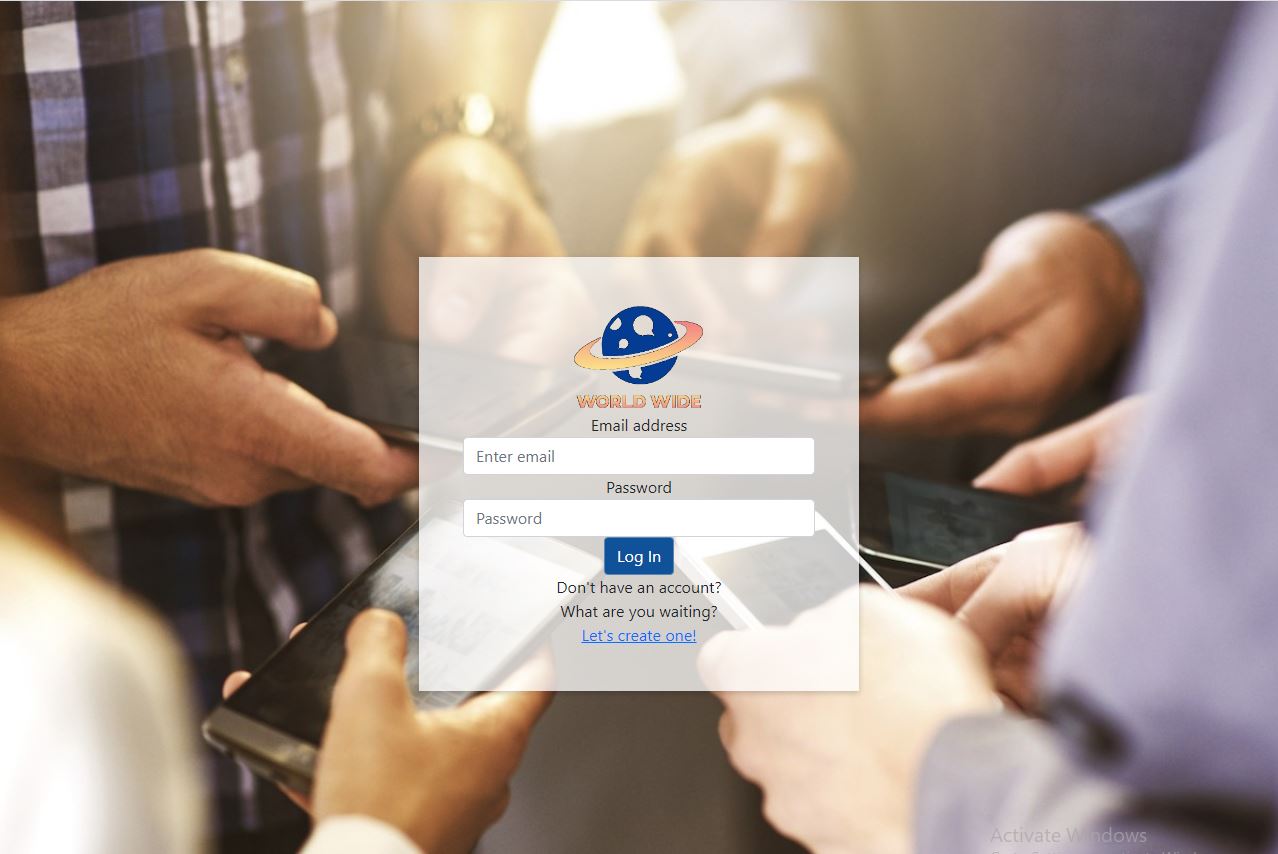 WORLD WIDE
Email address
Enter email
Password
Password
Log In
Don't have an account?
What are you waiting?
Let's create one!
Activate Windows